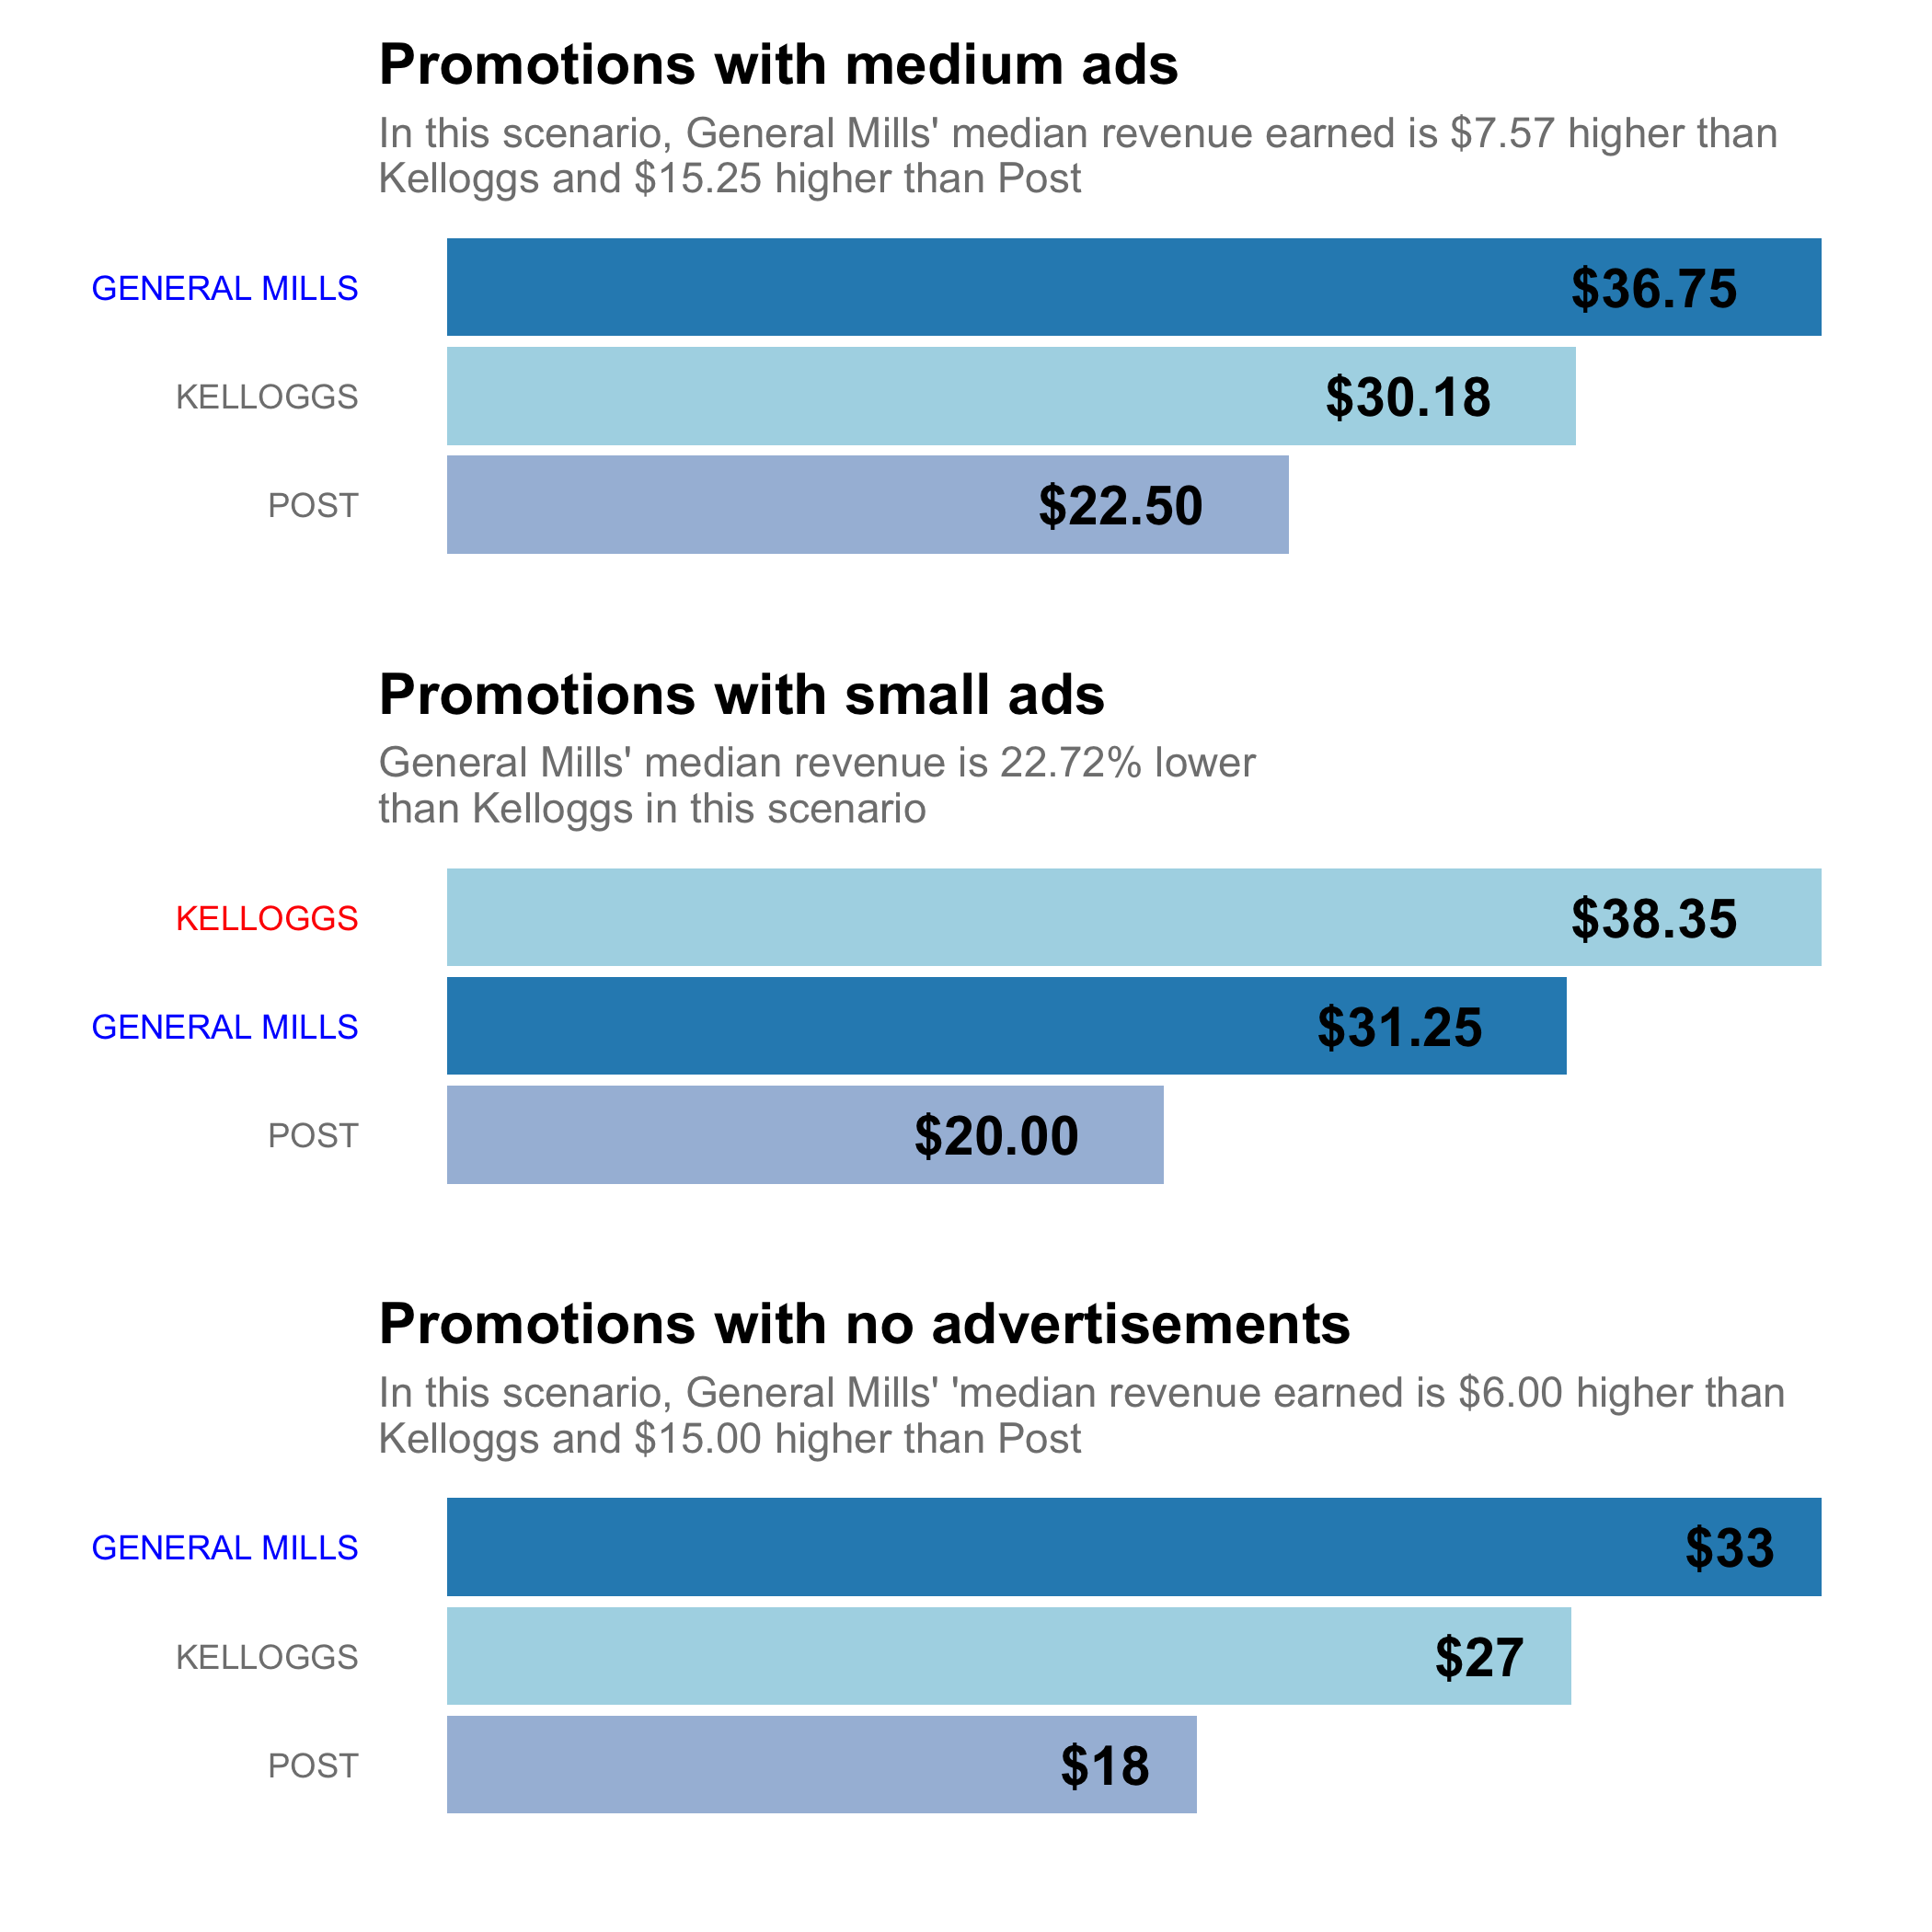 Promotions with medium ads
In this scenario, General Mills' median revenue earned is $7.57 higher than
Kelloggs and $15.25 higher than Post
GENERAL MILLS $36.75
KELLOGGS $30.18
POST $22.50
Promotions with small ads
General Mills' median revenue is 22.72% lower
than Kelloggs in this scenario
KELLOGGS $38.35
GENERAL MILLS $31.25
POST $20.00
Promotions with no advertisements
In this scenario, General Mills' 'median revenue earned is $6.00 higher than
Kelloggs and $15.00 higher than Post
GENERAL MILLS $33
KELLOGGS $27
POST $18